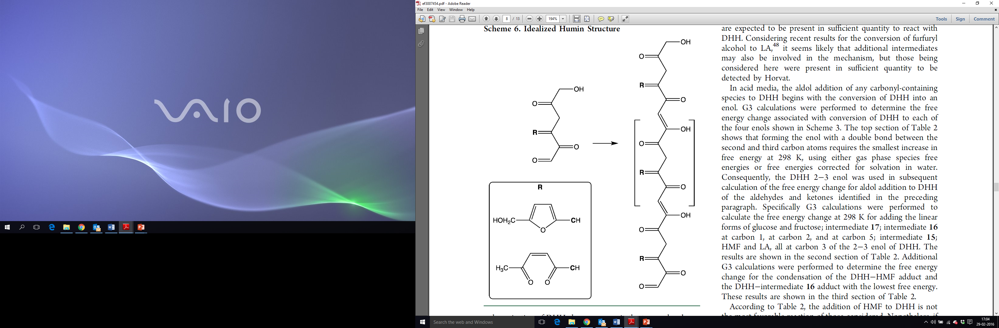 VAIO
ef3007454.pdf - Adobe Reader
File Edit View Window Help
8 / 13 194% Tools Sign Comment
Scheme 6. Idealized Humin Structure
OH
O
R
O
O
R
HOH₂C
CH
O
H₃C
CH
O
O
OH
O
R
O
OH
O
R
O
OH
O
R
O
O
are expected to be present in sufficient quantity to react with
DHH. Considering recent results for the conversion of furfuryl
alcohol to LA,⁴⁸ it seems likely that additional intermediates
may also be involved in the mechanism, but those being
considered here were present in sufficient quantity to be
detected by Horvat.
In acid media, the aldol addition of any carbonyl-containing
species to DHH begins with the conversion of DHH into an
enol. G3 calculations were performed to determine the free
energy change associated with conversion of DHH to each of
the four enols shown in Scheme 3. The top section of Table 2
shows that forming the enol with a double bond between the
second and third carbon atoms requires the smallest increase in
free energy at 298 K, using either gas phase species free
energies or free energies corrected for solvation in water.
Consequently, the DHH 2−3 enol was used in subsequent
calculation of the free energy change for aldol addition to DHH
of the aldehydes and ketones identified in the preceding
paragraph. Specifically G3 calculations were performed to
calculate the free energy change at 298 K for adding the linear
forms of glucose and fructose; intermediate 17; intermediate 16
at carbon 1, at carbon 2, and at carbon 5; intermediate 15;
HMF and LA, all at carbon 3 of the 2−3 enol of DHH. The
results are shown in the second section of Table 2. Additional
G3 calculations were performed to determine the free energy
change for the condensation of the DHH−HMF adduct and
the DHH−intermediate 16 adduct with the lowest free energy.
These results are shown in the third section of Table 2.
According to Table 2, the addition of HMF to DHH is not
Search the web and Windows
17:04
29-02-2016